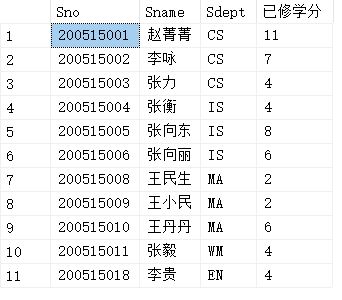 Sno Sname Sdept 已修学分
1 200515001 赵菁菁 CS 11
2 200515002 李咏 CS 7
3 200515003 张力 CS 4
4 200515004 张衡 IS 4
5 200515005 张向东 IS 8
6 200515006 张向丽 IS 6
7 200515008 王民生 MA 2
8 200515009 王小民 MA 2
9 200515010 王丹丹 MA 6
10 200515011 张毅 WM 4
11 200515018 李贵 EN 4